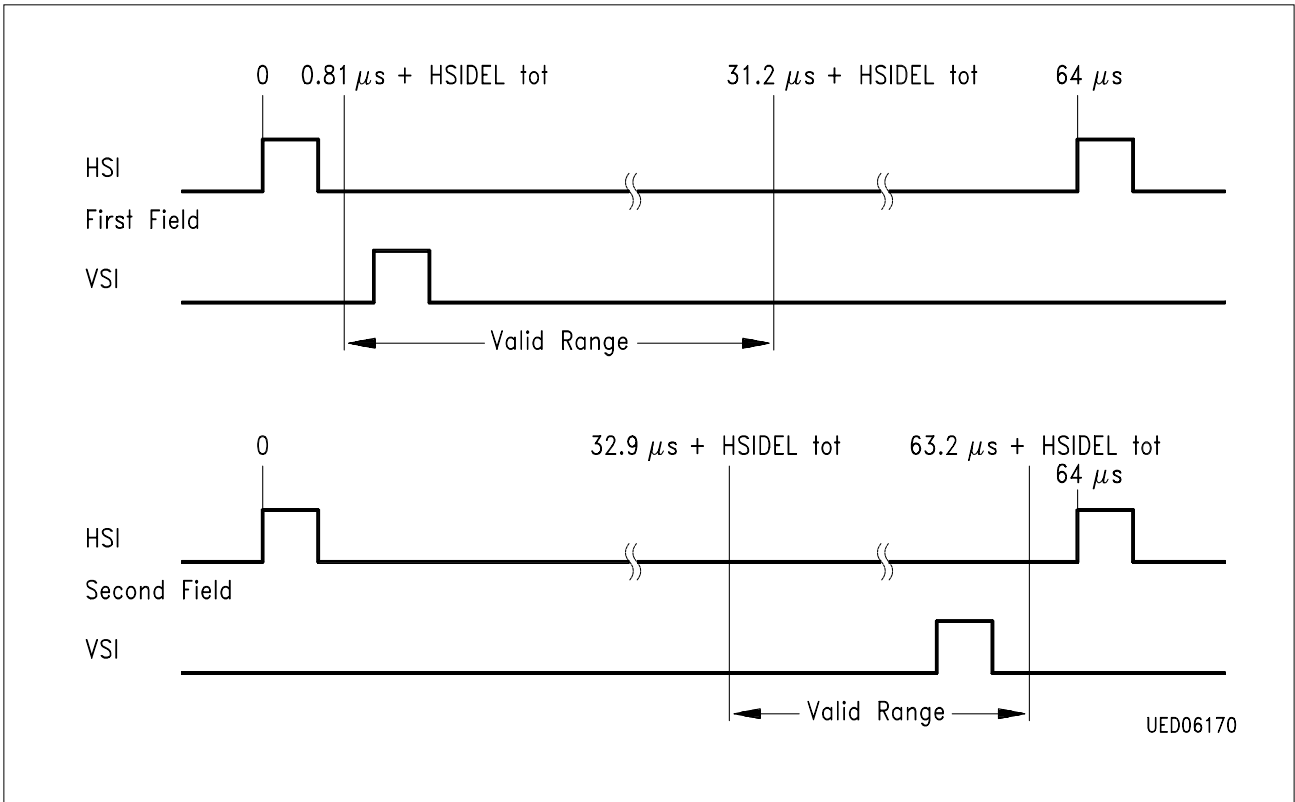 0 0.81 μs + HSIDEL tot 31.2 μs + HSIDEL tot 64 μs
HSI
First Field
VSI
Valid Range
0 32.9 μs + HSIDEL tot 63.2 μs + HSIDEL tot
64 μs
HSI
Second Field
VSI
Valid Range
UED06170